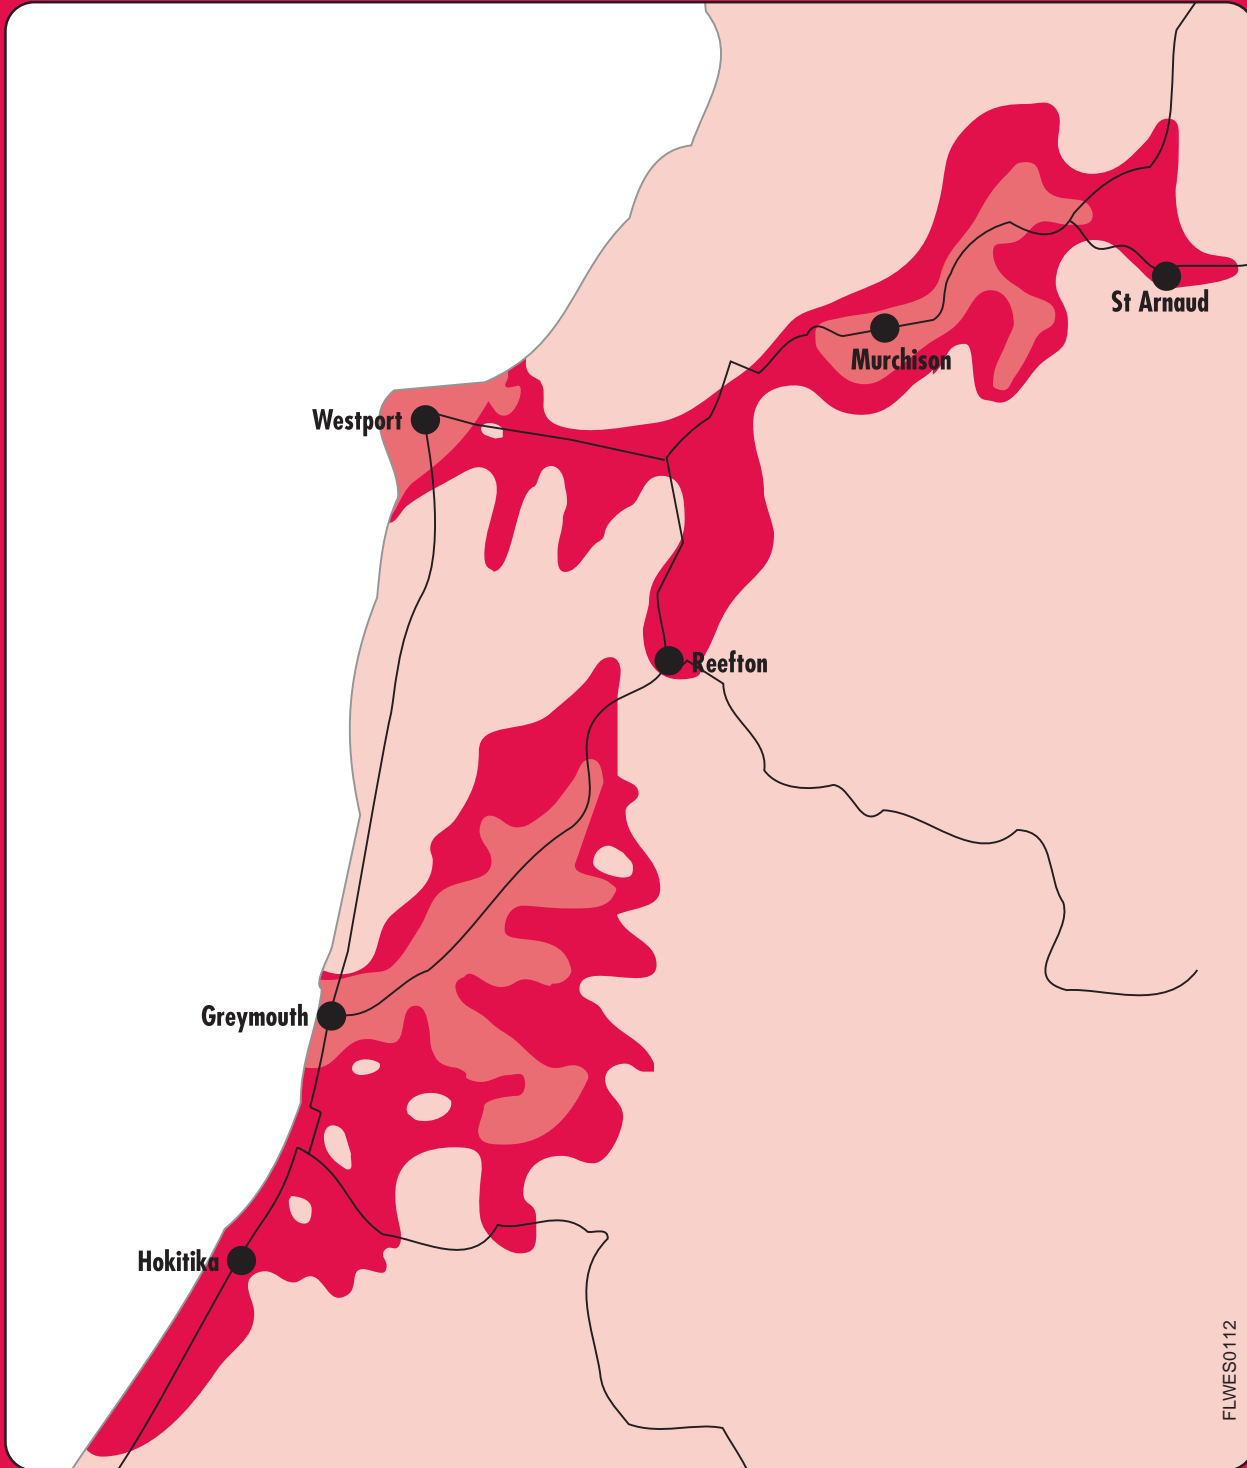 St Arnaud
Murchison
Westport
Reefton
Greymouth
Hokitika
FLWES0112